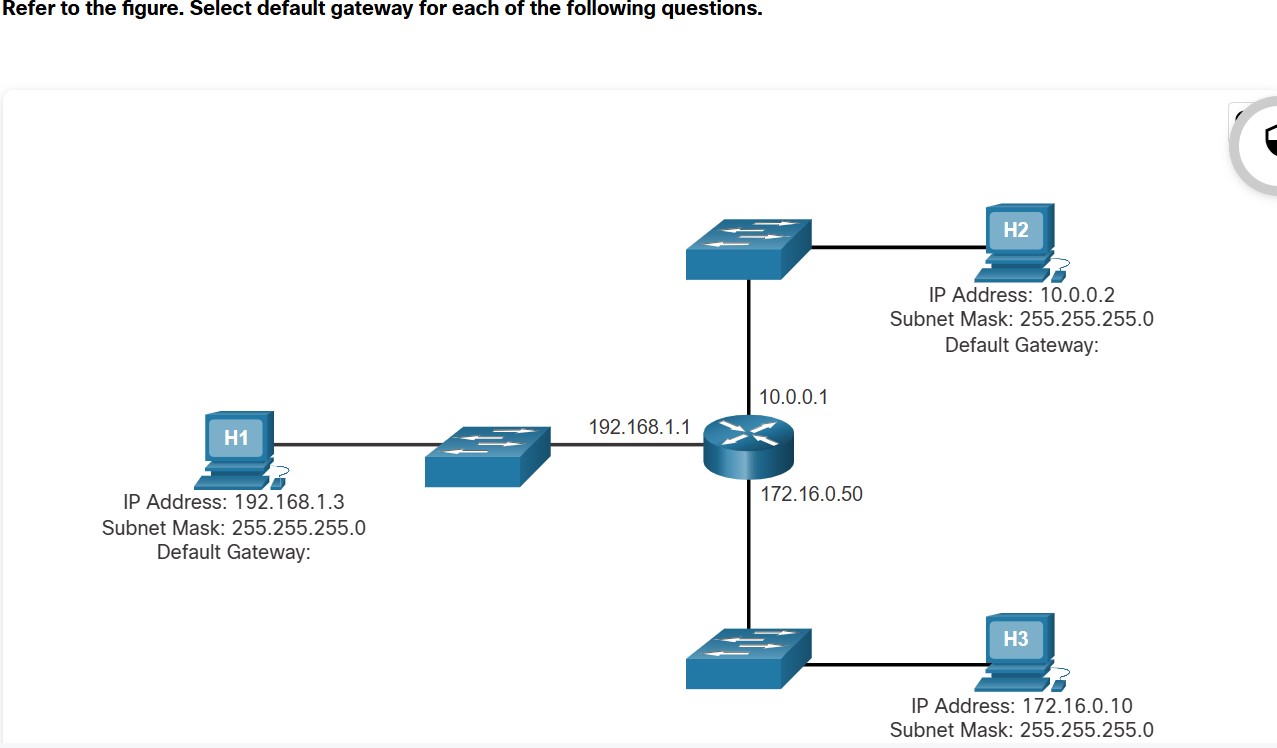 Refer to the figure. Select default gateway for each of the following questions.
H2
IP Address: 10.0.0.2
Subnet Mask: 255.255.255.0
Default Gateway:
10.0.0.1
192.168.1.1
H1
IP Address: 192.168.1.3
Subnet Mask: 255.255.255.0
Default Gateway:
172.16.0.50
H3
IP Address: 172.16.0.10
Subnet Mask: 255.255.255.0